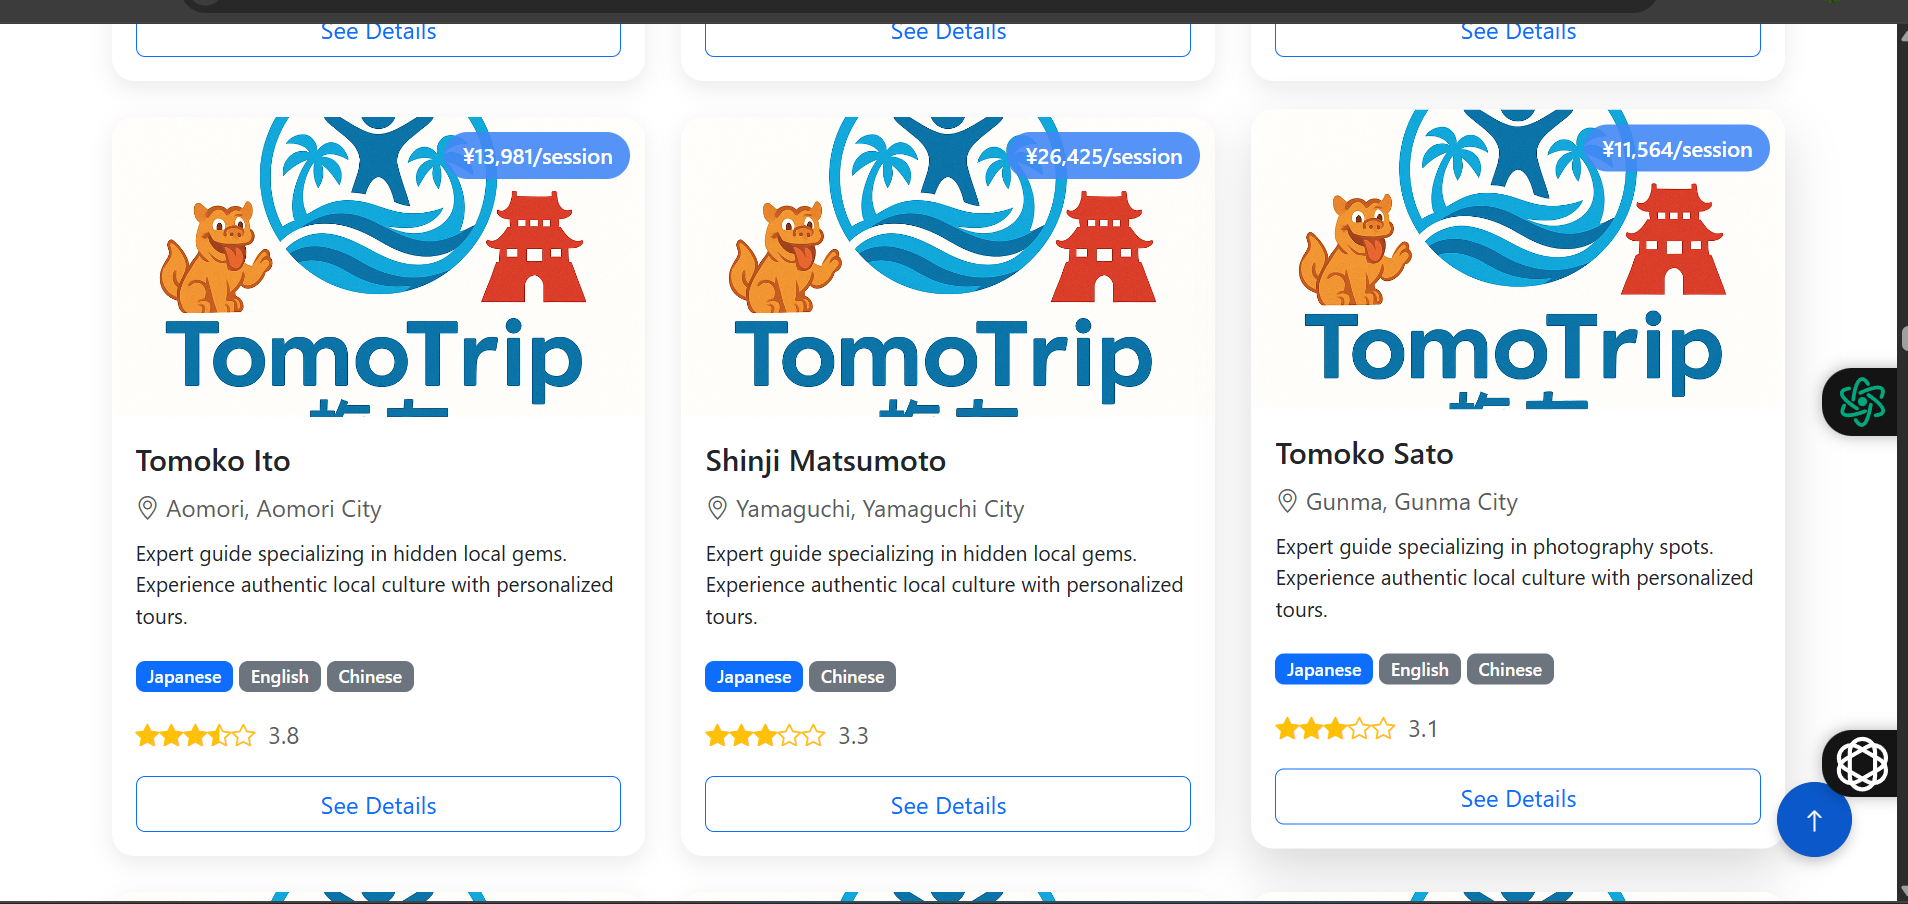 See Details
See Details
See Details
¥13,981/session
TomoTrip
Tomoko Ito
Aomori, Aomori City
Expert guide specializing in hidden local gems.
Experience authentic local culture with personalized
tours.
Japanese English Chinese
3.8
See Details
¥26,425/session
TomoTrip
Shinji Matsumoto
Yamaguchi, Yamaguchi City
Expert guide specializing in hidden local gems.
Experience authentic local culture with personalized
tours.
Japanese Chinese
3.3
See Details
¥11,564/session
TomoTrip
Tomoko Sato
Gunma, Gunma City
Expert guide specializing in photography spots.
Experience authentic local culture with personalized
tours.
Japanese English Chinese
3.1
See Details